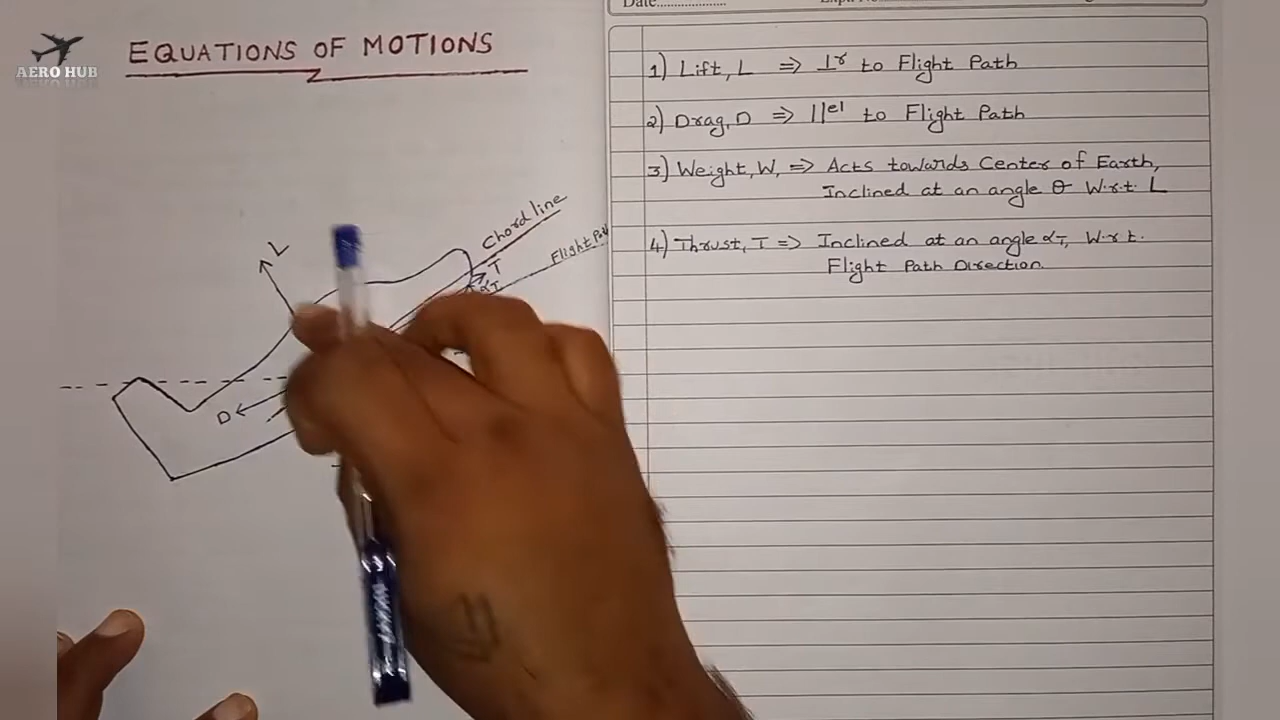 AERO HUB
EQUATIONS OF MOTIONS
L
Chord line
Flight Path
T
αT
D
Date
1) Lift, L ⇒ ⊥r to Flight Path
2) Drag, D ⇒ ||el to Flight Path
3) Weight, W, ⇒ Acts towards Center of Earth,
Inclined at an angle θ W.r.t. L
4) Thrust, T ⇒ Inclined at an angle αT, W.r.t.
Flight Path Direction.